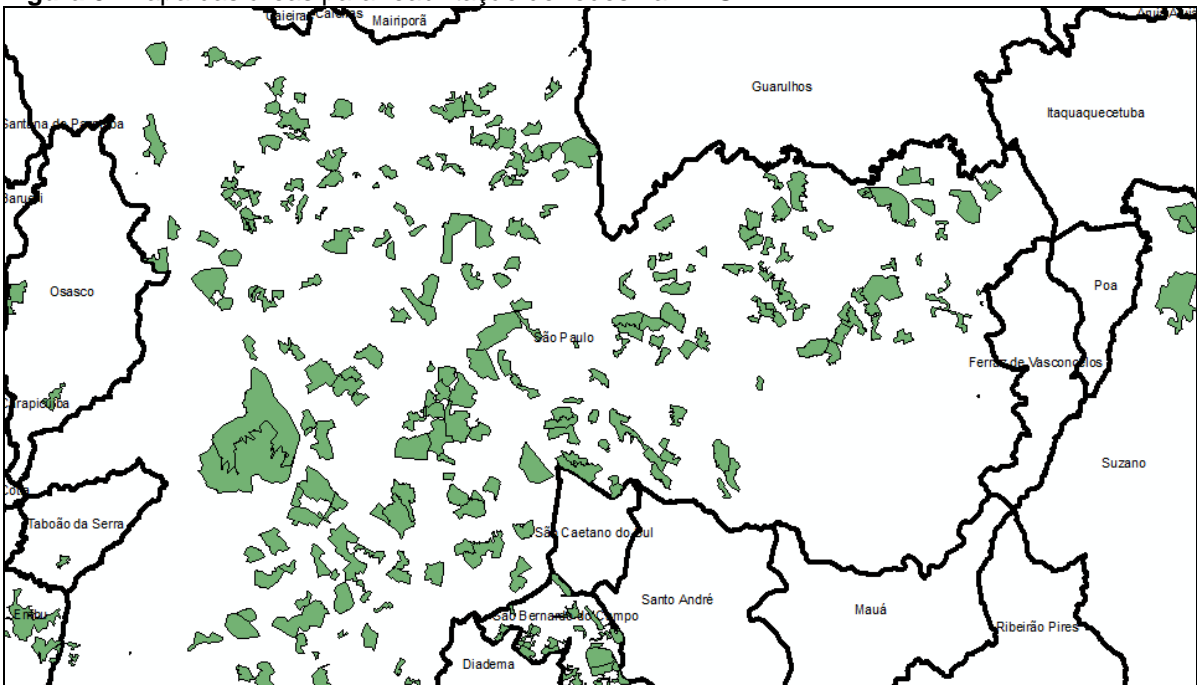 Mairiporã
Guarulhos
Itaquaquecetuba
Osasco
Poa
São Paulo
Ferraz de Vasconcelos
Suzano
Taboão da Serra
São Caetano do Sul
Embu
Santo André
Mauá
São Bernardo do Campo
Ribeirão Pires
Diadema